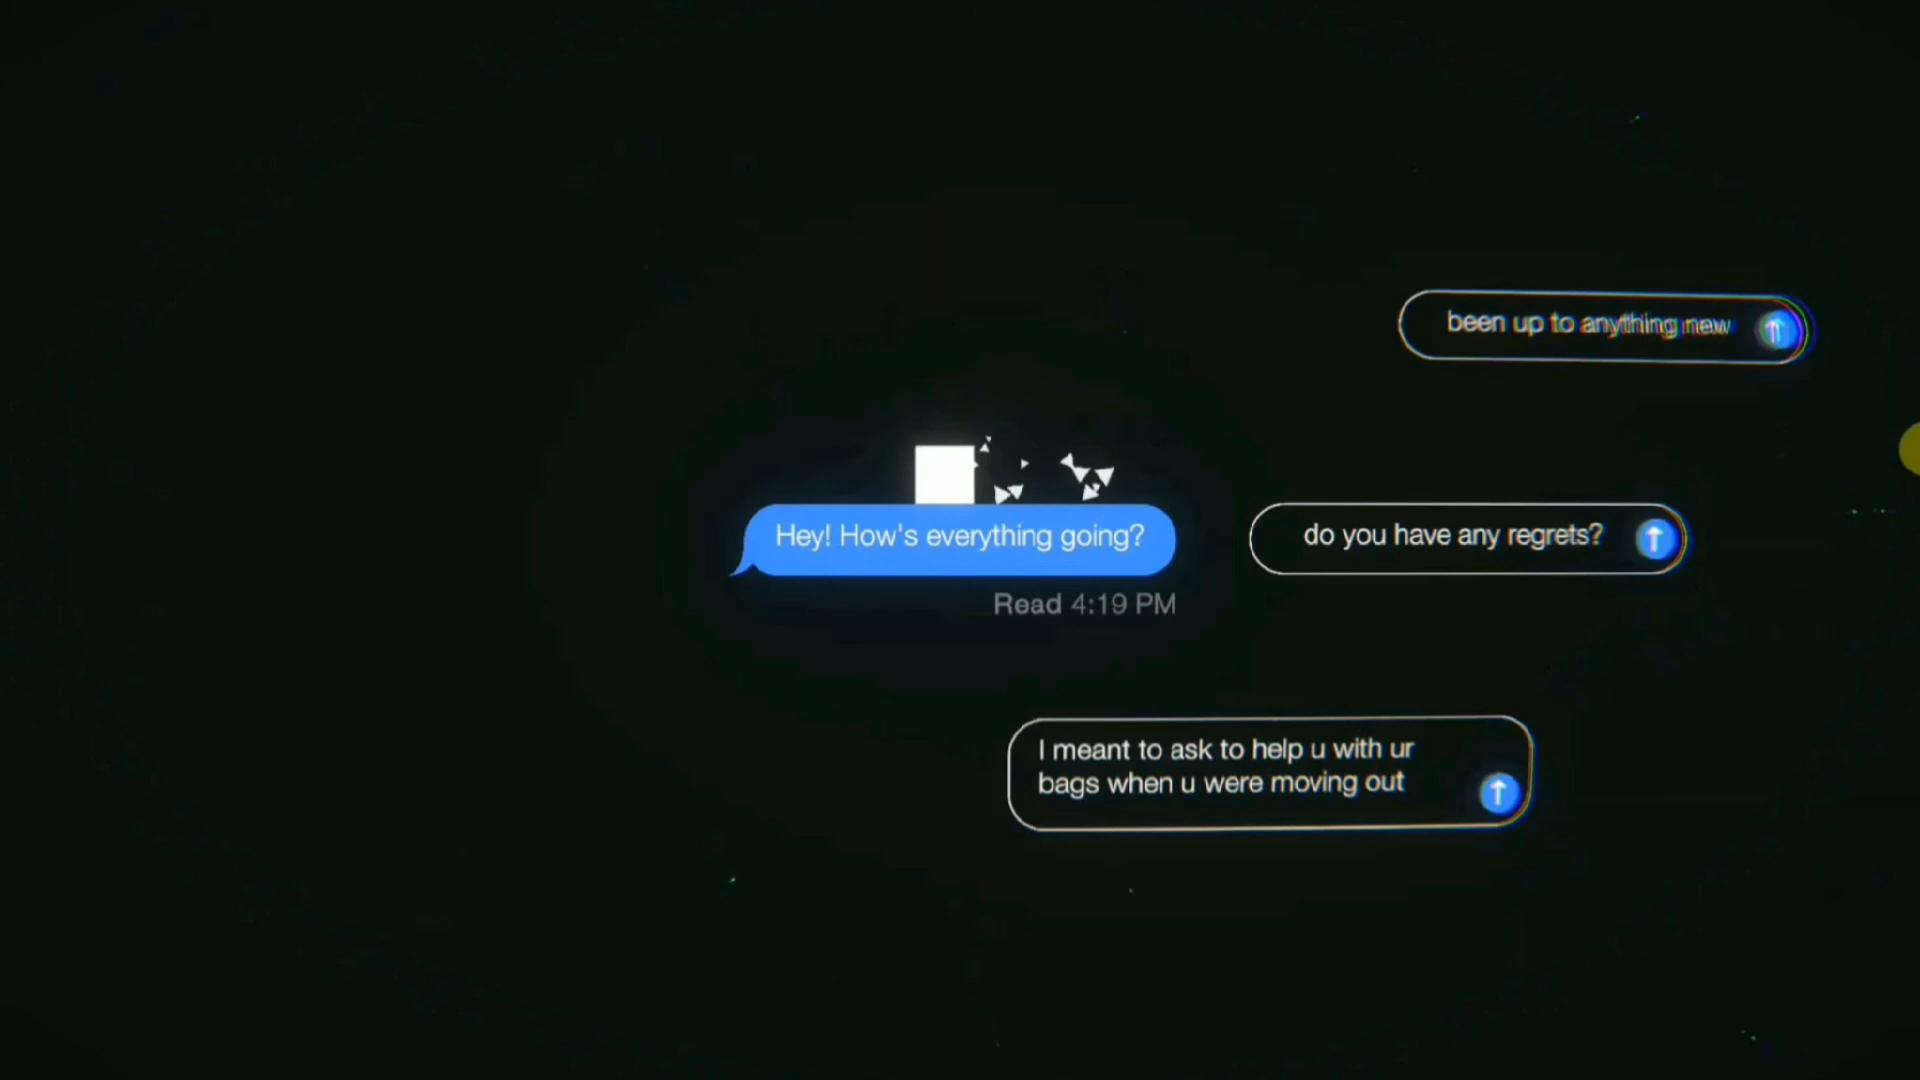 been up to anything new
Hey! How's everything going?
do you have any regrets?
Read 4:19 PM
I meant to ask to help u with ur
bags when u were moving out